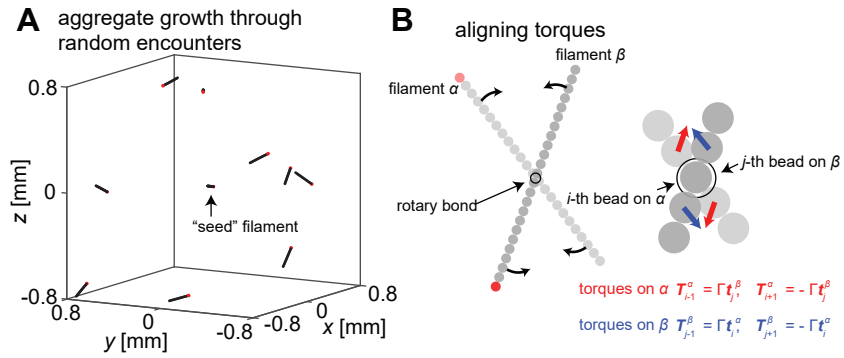 A aggregate growth through
random encounters
0.8
0
-0.8
z [mm]
"seed" filament
0.8
0
-0.8
y [mm]
-0.8
0
0.8
x [mm]
B aligning torques
filament β
filament α
rotary bond
j-th bead on β
i-th bead on α
torques on α T^α_{i-1} = Γt^β_j, T^α_{i+1} = - Γt^β_j
torques on β T^β_{j-1} = Γt^α_i, T^β_{j+1} = - Γt^α_i